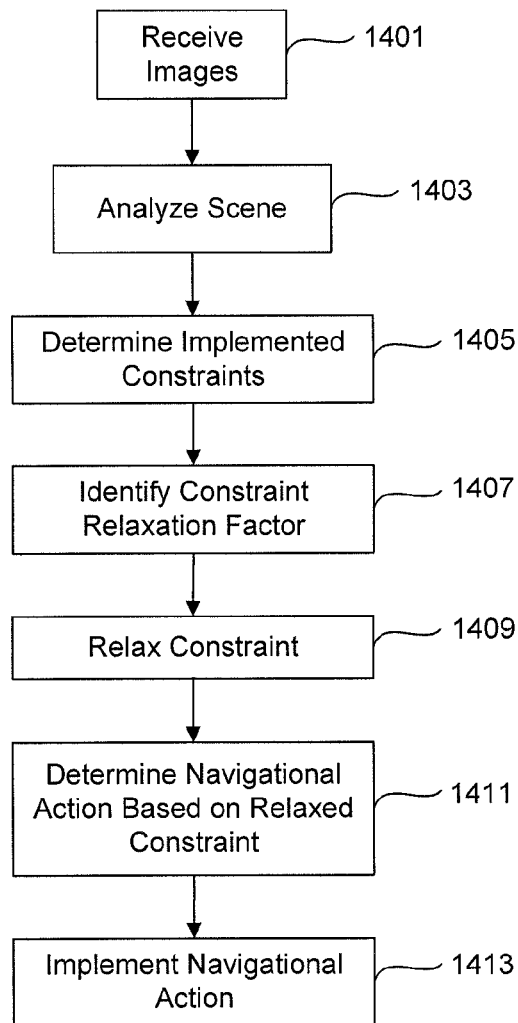 Receive
Images
1401
Analyze Scene
1403
Determine Implemented
Constraints
1405
Identify Constraint
Relaxation Factor
1407
Relax Constraint
1409
Determine Navigational
Action Based on Relaxed
Constraint
1411
Implement Navigational
Action
1413